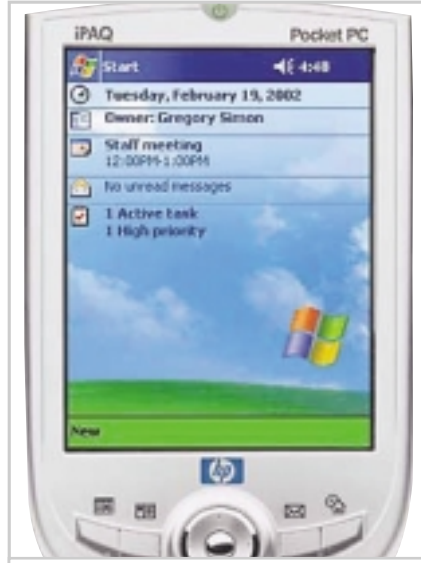 iPAQ Pocket PC
Start 4:48
Tuesday, February 19, 2002
Owner: Gregory Simon
Staff meeting
12:00PM-1:00PM
No unread messages
1 Active task
1 High priority
New
hp